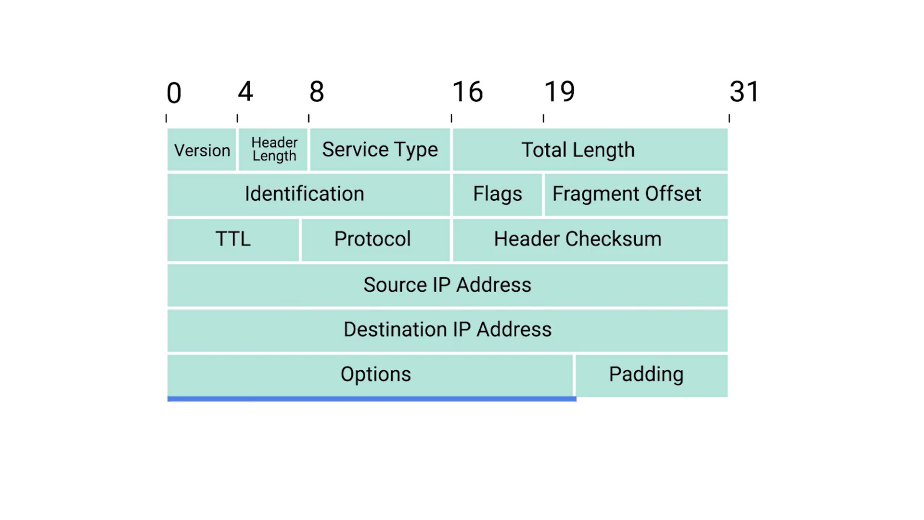 0 4 8 16 19 31
Version Header Length Service Type Total Length
Identification Flags Fragment Offset
TTL Protocol Header Checksum
Source IP Address
Destination IP Address
Options Padding